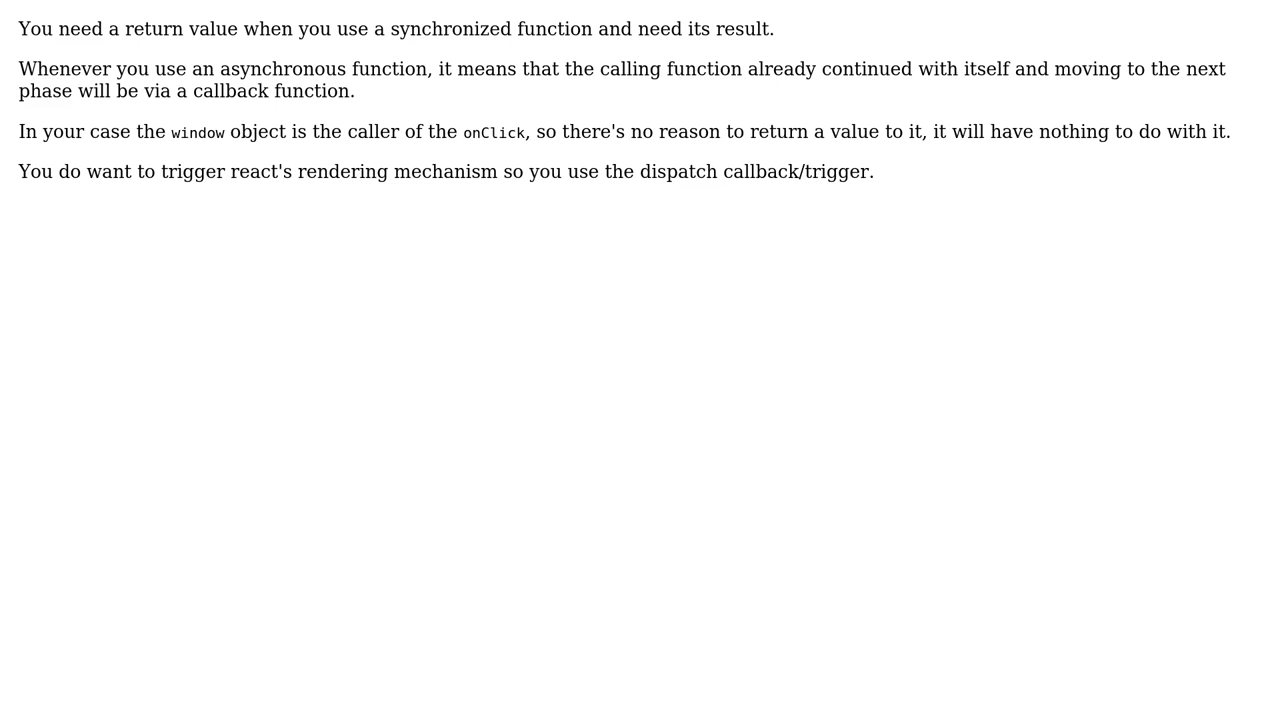 You need a return value when you use a synchronized function and need its result.
Whenever you use an asynchronous function, it means that the calling function already continued with itself and moving to the next
phase will be via a callback function.
In your case the window object is the caller of the onClick, so there's no reason to return a value to it, it will have nothing to do with it.
You do want to trigger react's rendering mechanism so you use the dispatch callback/trigger.